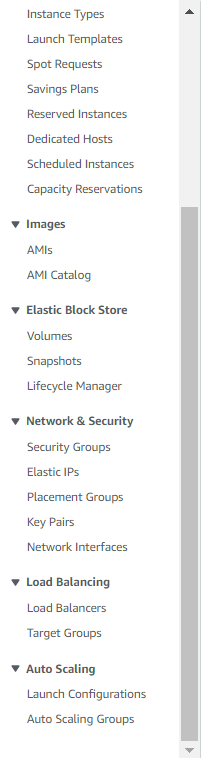 Instance Types
Launch Templates
Spot Requests
Savings Plans
Reserved Instances
Dedicated Hosts
Scheduled Instances
Capacity Reservations
Images
AMIs
AMI Catalog
Elastic Block Store
Volumes
Snapshots
Lifecycle Manager
Network & Security
Security Groups
Elastic IPs
Placement Groups
Key Pairs
Network Interfaces
Load Balancing
Load Balancers
Target Groups
Auto Scaling
Launch Configurations
Auto Scaling Groups